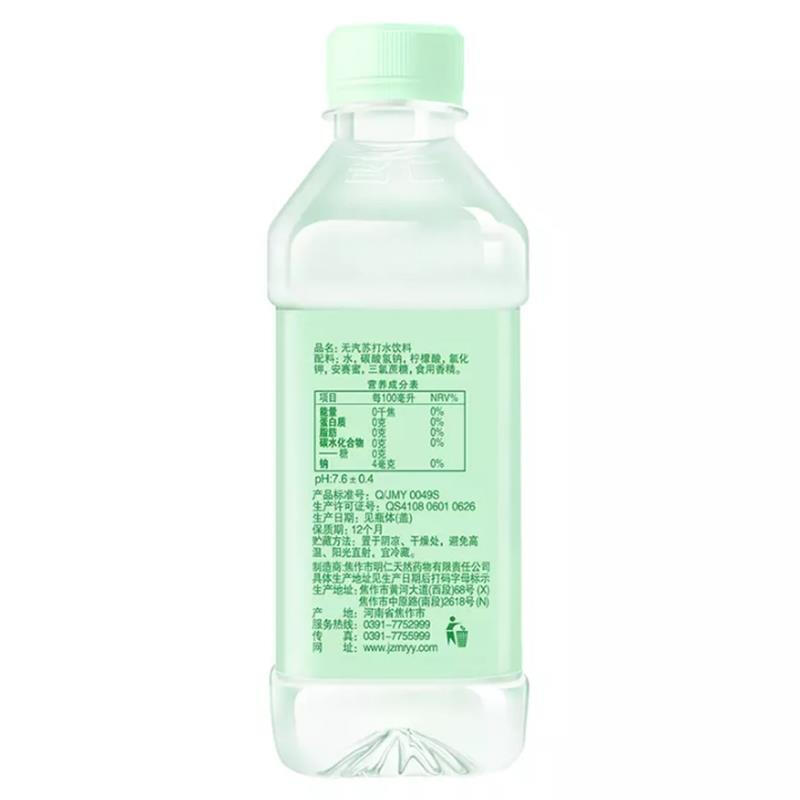 品名: 无汽苏打水饮料
配料: 水, 碳酸氢钠, 柠檬酸, 氯化
钾, 安赛蜜, 三氯蔗糖, 食用香精。
营养成分表
项目 每100毫升 NRV%
能量 0千焦 0%
蛋白质 0克 0%
脂肪 0克 0%
碳水化合物 0克 0%
——糖 0克
钠 4毫克 0%
pH:7.6±0.4
产品标准号: Q/JMY 0049S
生产许可证号: QS4108 0601 0626
生产日期: 见瓶体(盖)
保质期: 12个月
贮藏方法: 置于阴凉、干燥处, 避免高
温、阳光直射, 宜冷藏。
制造商:焦作市明仁天然药物有限责任公司
具体生产地址见生产日期后打码字母标示
生产地址: 焦作市黄河大道(西段)68号 (X)
焦作市中原路(南段)2618号 (N)
产 地: 河南省焦作市
服务热线: 0391-7752999
传 真: 0391-7755999
网 址: www.jzmryy.com